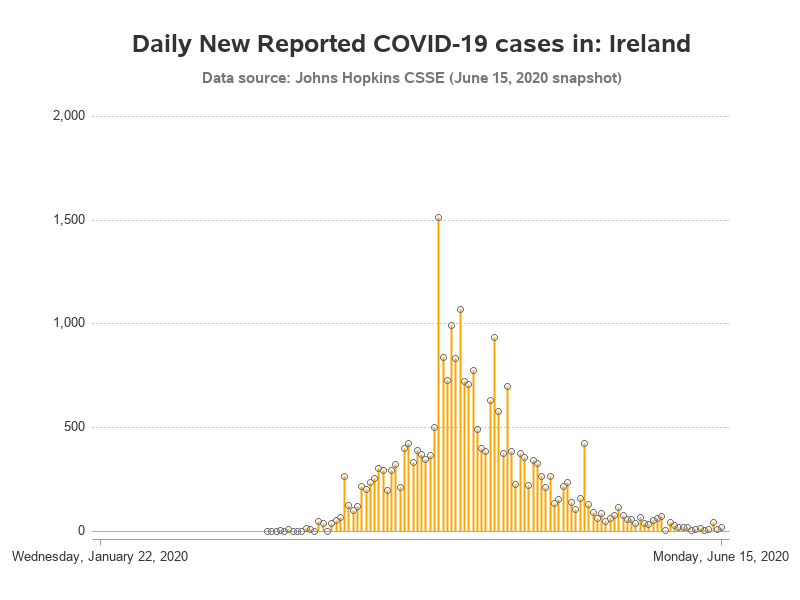 Daily New Reported COVID-19 cases in: Ireland
Data source: Johns Hopkins CSSE (June 15, 2020 snapshot)
2,000
1,500
1,000
500
0
Wednesday, January 22, 2020
Monday, June 15, 2020